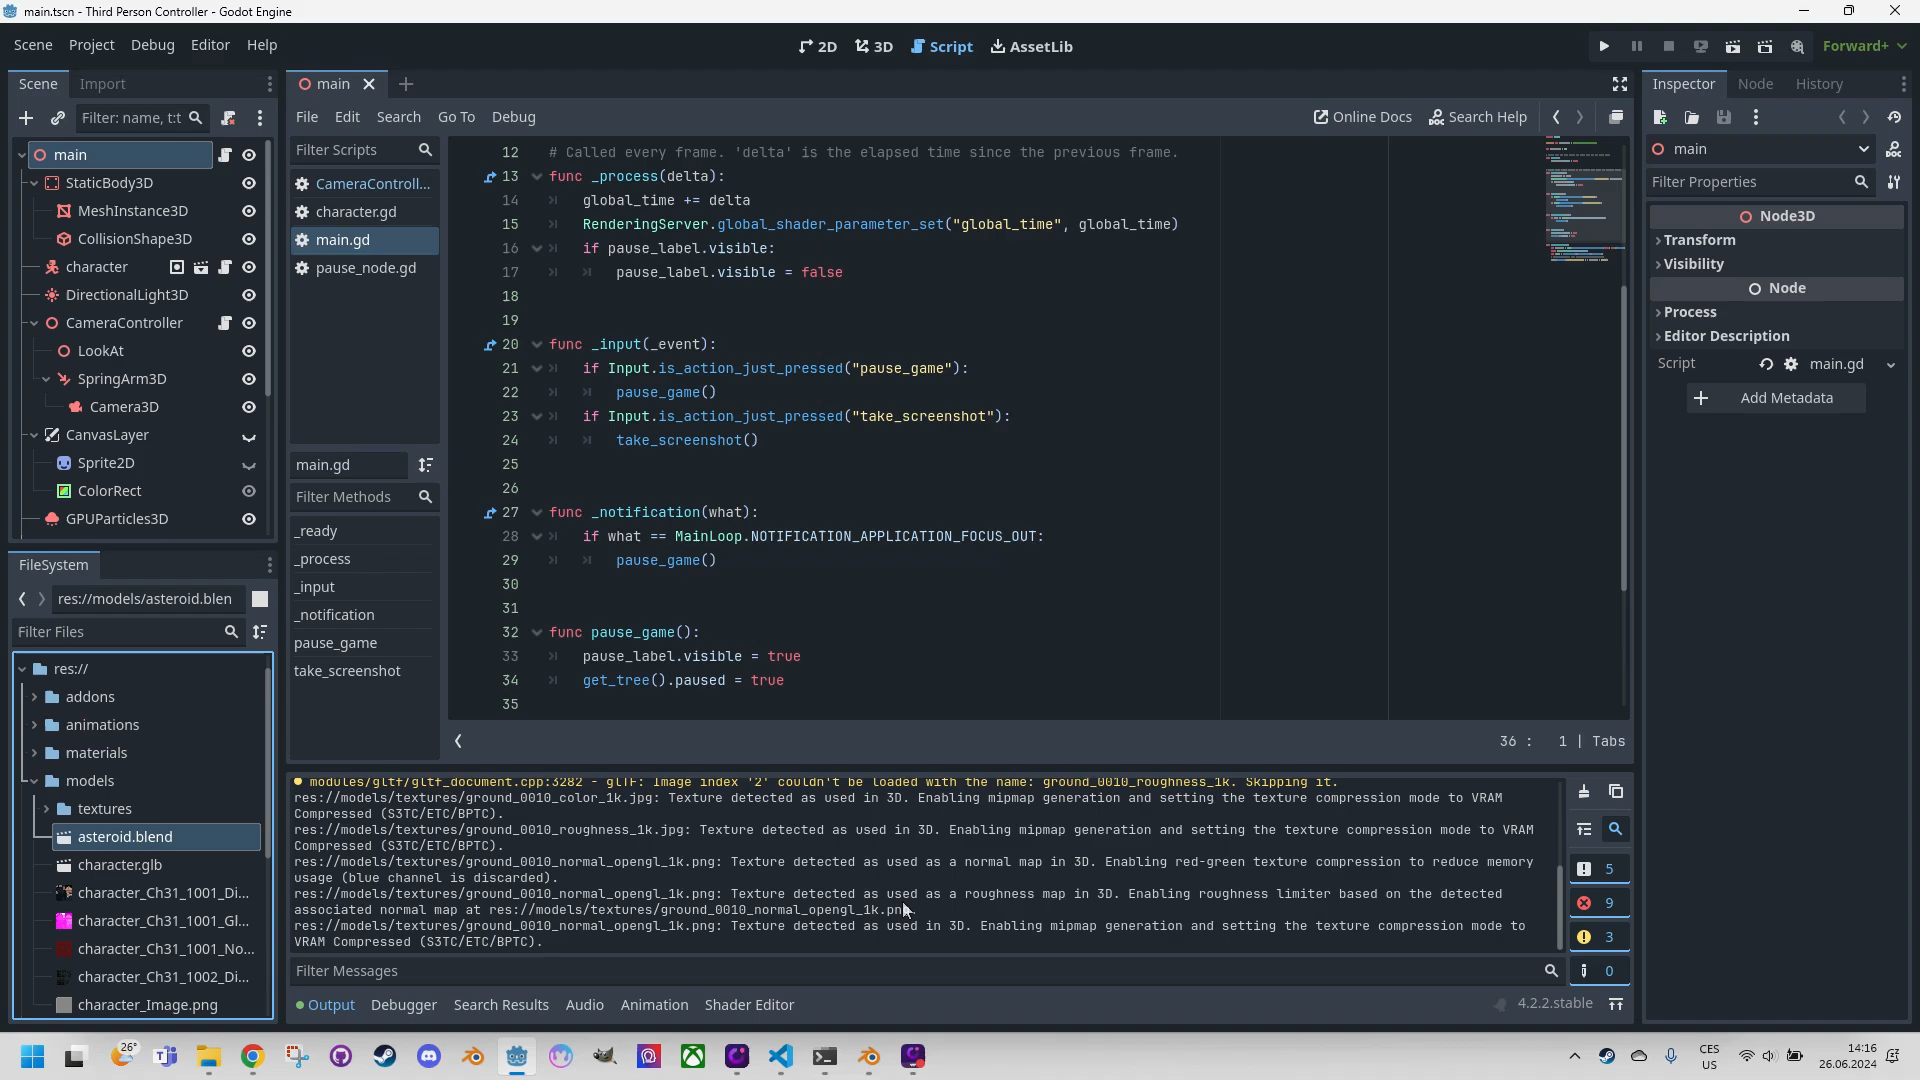 main.tscn - Third Person Controller - Godot Engine
Scene Project Debug Editor Help
2D 3D Script AssetLib
Forward+
Scene Import
Filter: name, t:t
main
StaticBody3D
MeshInstance3D
CollisionShape3D
character
DirectionalLight3D
CameraController
LookAt
SpringArm3D
Camera3D
CanvasLayer
Sprite2D
ColorRect
GPUParticles3D
FileSystem
res://models/asteroid.blen
Filter Files
res://
addons
animations
materials
models
textures
asteroid.blend
character.glb
character_Ch31_1001_Di...
character_Ch31_1001_Gl...
character_Ch31_1001_No...
character_Ch31_1002_Di...
character_Image.png
main
File Edit Search Go To Debug
Online Docs Search Help
Filter Scripts
CameraControll...
character.gd
main.gd
pause_node.gd
main.gd
Filter Methods
_ready
_process
_input
_notification
pause_game
take_screenshot
12 # Called every frame. 'delta' is the elapsed time since the previous frame.
13 func _process(delta):
14 global_time += delta
15 RenderingServer.global_shader_parameter_set("global_time", global_time)
16 if pause_label.visible:
17 pause_label.visible = false
18
19
20 func _input(_event):
21 if Input.is_action_just_pressed("pause_game"):
22 pause_game()
23 if Input.is_action_just_pressed("take_screenshot"):
24 take_screenshot()
25
26
27 func _notification(what):
28 if what == MainLoop.NOTIFICATION_APPLICATION_FOCUS_OUT:
29 pause_game()
30
31
32 func pause_game():
33 pause_label.visible = true
34 get_tree().paused = true
35
36 : 1 | Tabs
modules/gltf/gltf_document.cpp:3282 - glTF: Image index '2' couldn't be loaded with the name: ground_0010_roughness_1k. Skipping it.
res://models/textures/ground_0010_color_1k.jpg: Texture detected as used in 3D. Enabling mipmap generation and setting the texture compression mode to VRAM
Compressed (S3TC/ETC/BPTC).
res://models/textures/ground_0010_roughness_1k.jpg: Texture detected as used in 3D. Enabling mipmap generation and setting the texture compression mode to VRAM
Compressed (S3TC/ETC/BPTC).
res://models/textures/ground_0010_normal_opengl_1k.png: Texture detected as used as a normal map in 3D. Enabling red-green texture compression to reduce memory
usage (blue channel is discarded).
res://models/textures/ground_0010_normal_opengl_1k.png: Texture detected as used as a roughness map in 3D. Enabling roughness limiter based on the detected
associated normal map at res://models/textures/ground_0010_normal_opengl_1k.png.
res://models/textures/ground_0010_normal_opengl_1k.png: Texture detected as used in 3D. Enabling mipmap generation and setting the texture compression mode to
VRAM Compressed (S3TC/ETC/BPTC).
5
9
3
0
Filter Messages
Output Debugger Search Results Audio Animation Shader Editor
4.2.2.stable
Inspector Node History
main
Filter Properties
Node3D
Transform
Visibility
Node
Process
Editor Description
Script main.gd
Add Metadata
26°
CES
US
14:16
26.06.2024